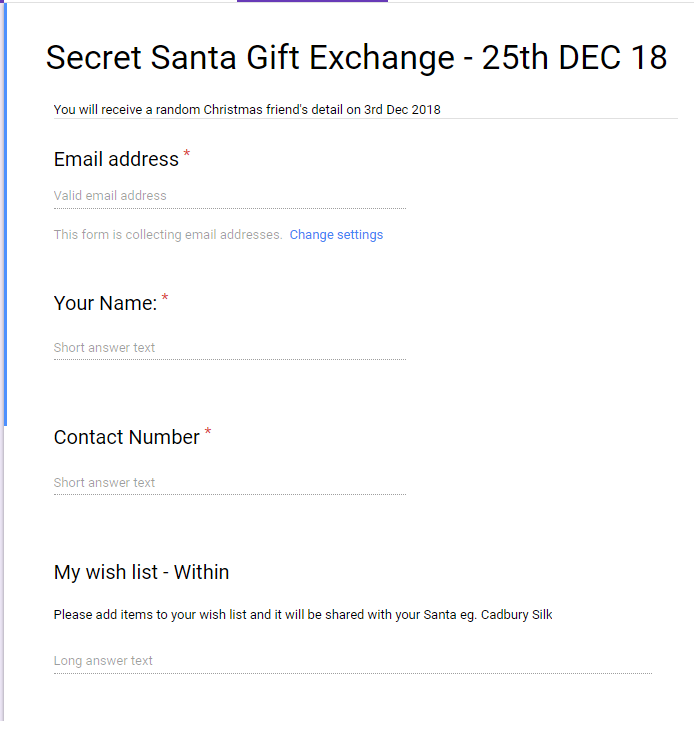 Secret Santa Gift Exchange - 25th DEC 18
You will receive a random Christmas friend's detail on 3rd Dec 2018
Email address *
Valid email address
This form is collecting email addresses. Change settings
Your Name: *
Short answer text
Contact Number *
Short answer text
My wish list - Within
Please add items to your wish list and it will be shared with your Santa eg. Cadbury Silk
Long answer text